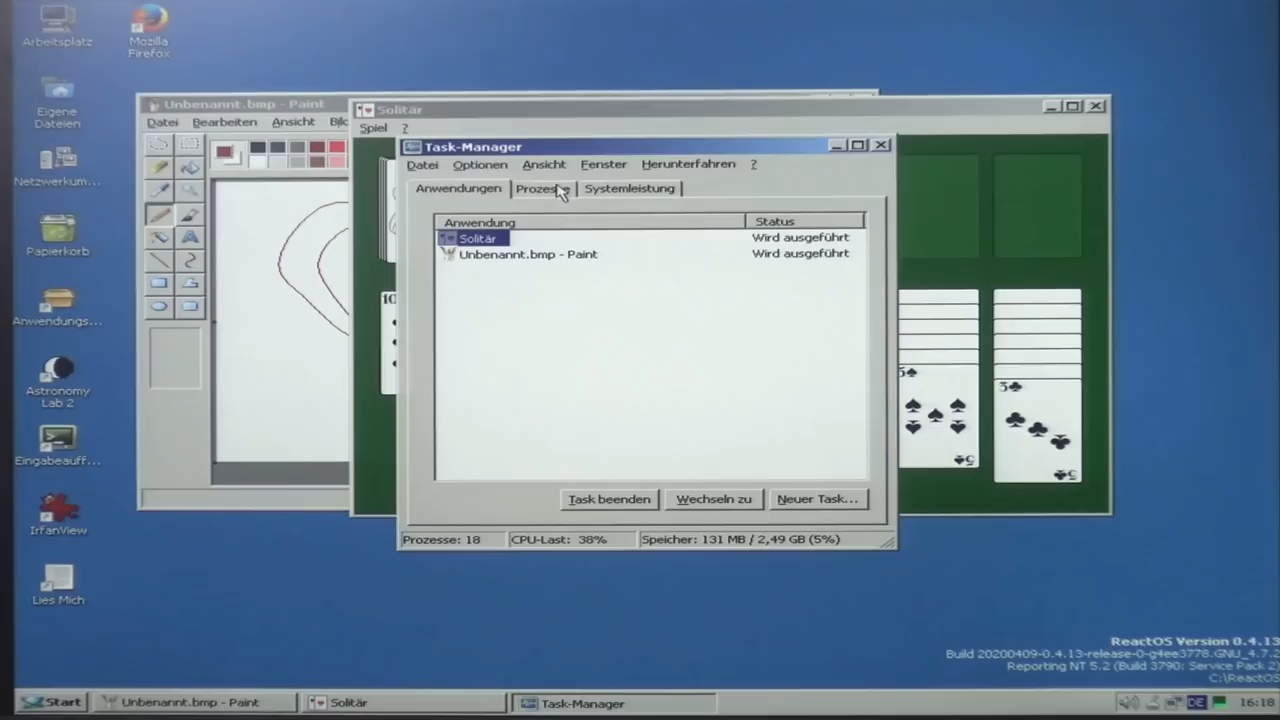 Arbeitsplatz
Mozilla
Firefox
Eigene
Dateien
Netzwerkum...
Papierkorb
Anwendungs...
Astronomy
Lab 2
Eingabeauff...
IrfanView
Lies Mich
Unbenannt.bmp - Paint
Datei Bearbeiten Ansicht
Solitär
Spiel ?
Task-Manager
Datei Optionen Ansicht Fenster Herunterfahren ?
Anwendungen Systemleistung
Anwendung Status
Solitär Wird ausgeführt
Unbenannt.bmp - Paint Wird ausgeführt
Task beenden Wechseln zu Neuer Task...
Prozesse: 18 CPU-Last: 38% Speicher: 131 MB / 2,49 GB (5%)
10
5
5
3
ReactOS Version 0.4.13
Build 20200409-0.4.13-release-0-g4ee3778.GNU_4.7.2
Reporting NT 5.2 (Build 3790: Service Pack 2)
C:\ReactOS
Start Unbenannt.bmp - Paint Solitär Task-Manager DE 16:18